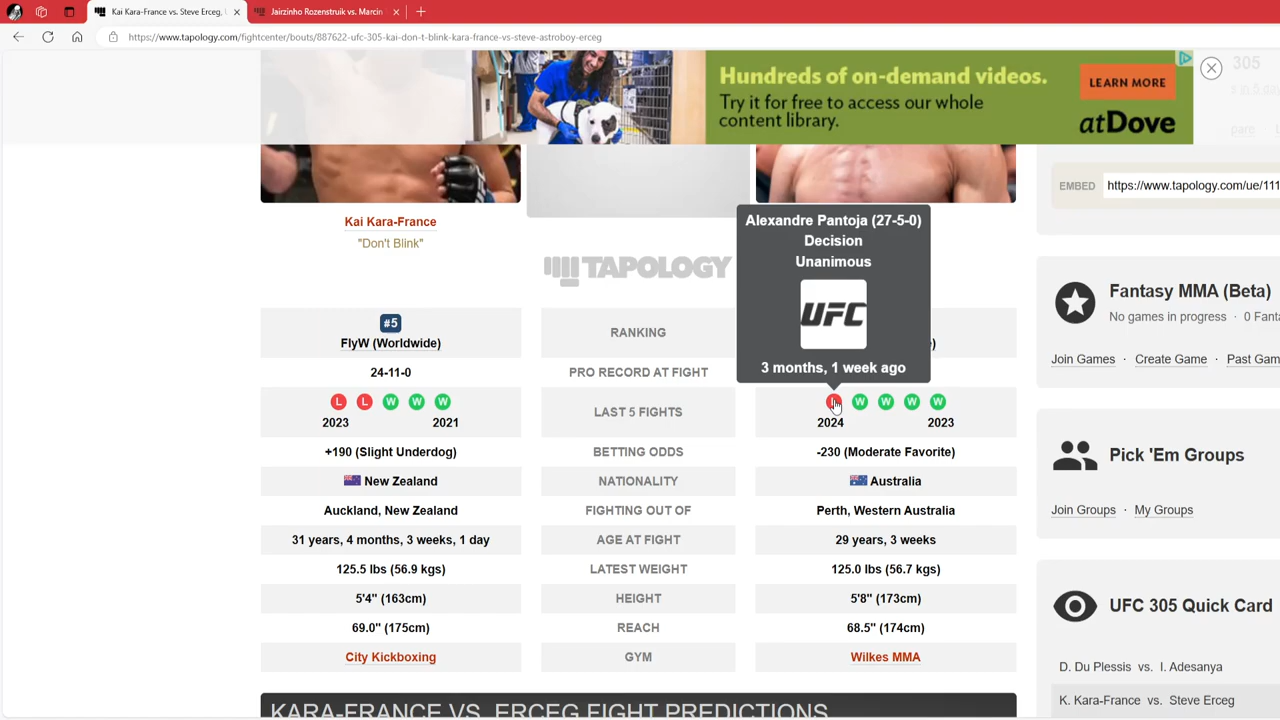 Kai Kara-France vs. Steve Erceg,
Jairzinho Rozenstruik vs. Marcin
https://www.tapology.com/fightcenter/bouts/887622-ufc-305-kai-don-t-blink-kara-france-vs-steve-astroboy-erceg
Hundreds of on-demand videos.
Try it for free to access our whole
content library.
LEARN MORE
atDove
305
pare
EMBED
https://www.tapology.com/ue/111
Kai Kara-France
"Don't Blink"
TAPOLOGY
Alexandre Pantoja (27-5-0)
Decision
Unanimous
UFC
3 months, 1 week ago
#5
FlyW (Worldwide)
RANKING
24-11-0
PRO RECORD AT FIGHT
L L W W W
2023 2021
LAST 5 FIGHTS
L W W W W
2024 2023
+190 (Slight Underdog)
BETTING ODDS
-230 (Moderate Favorite)
New Zealand
NATIONALITY
Australia
Auckland, New Zealand
FIGHTING OUT OF
Perth, Western Australia
31 years, 4 months, 3 weeks, 1 day
AGE AT FIGHT
29 years, 3 weeks
125.5 lbs (56.9 kgs)
LATEST WEIGHT
125.0 lbs (56.7 kgs)
5'4" (163cm)
HEIGHT
5'8" (173cm)
69.0" (175cm)
REACH
68.5" (174cm)
City Kickboxing
GYM
Wilkes MMA
KARA-FRANCE VS. ERCEG FIGHT PREDICTIONS
Fantasy MMA (Beta)
No games in progress · 0 Fanta
Join Games · Create Game · Past Gam
Pick 'Em Groups
Join Groups · My Groups
UFC 305 Quick Card
D. Du Plessis vs. I. Adesanya
K. Kara-France vs. Steve Erceg